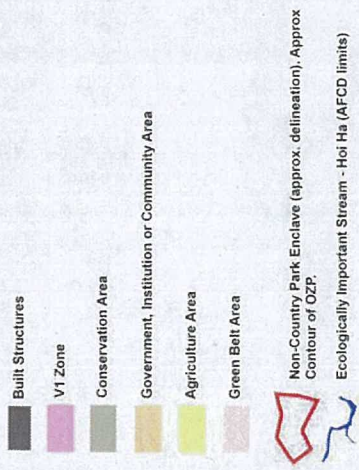 Built Structures
V1 Zone
Conservation Area
Government, Institution or Community Area
Agriculture Area
Green Belt Area
Non-Country Park Enclave (approx. delineation). Approx
Contour of OZP.
Ecologically Important Stream - Hoi Ha (AFCD limits)